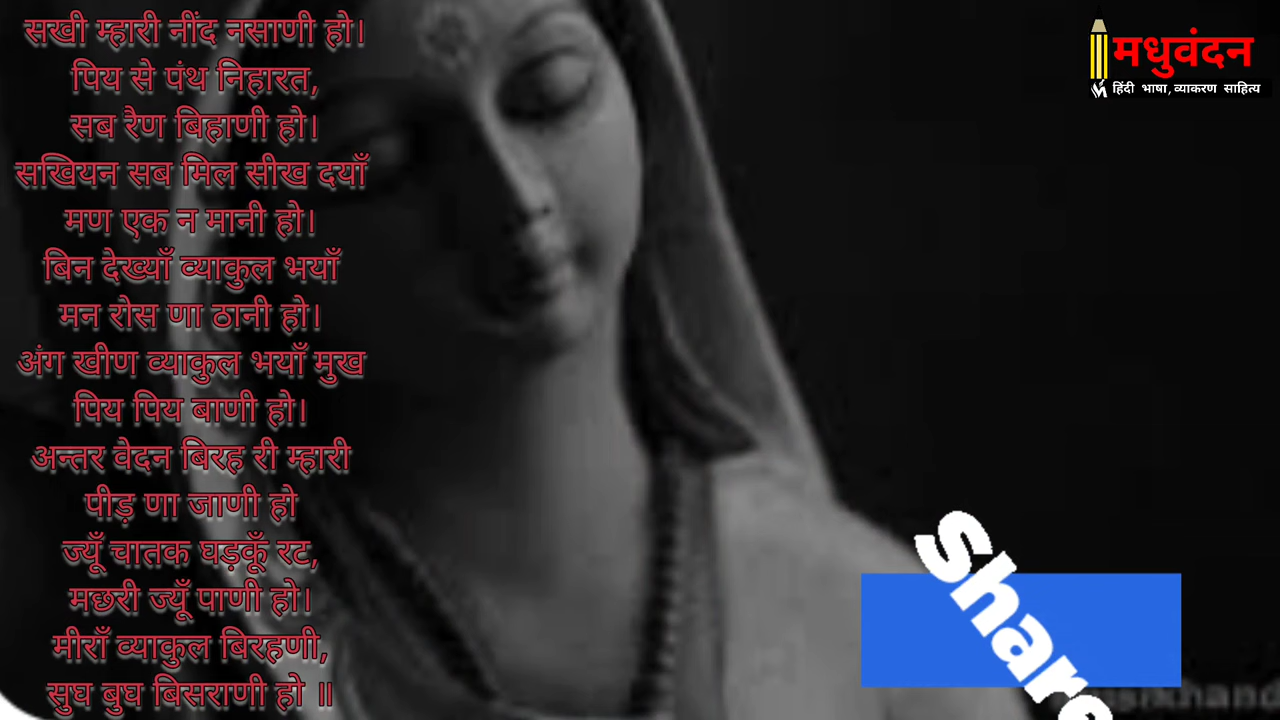 सखी म्हारी नींद नसाणी हो।
पिय से पंथ निहारत,
सब रैण बिहाणी हो।
सखियन सब मिल सीख दयाँ
मण एक न मानी हो।
बिन देख्याँ व्याकुल भयाँ
मन रोस णा ठानी हो।
अंग खीण व्याकुल भयाँ मुख
पिय पिय बाणी हो।
अन्तर वेदन बिरह री म्हारी
पीड़ णा जाणी हो
ज्यूँ चातक घड़कूँ रट,
मछरी ज्यूँ पाणी हो।
मीराँ व्याकुल बिरहणी,
सुघ बुघ बिसराणी हो ॥
मधुवंदन
हिंदी भाषा,व्याकरण साहित्य
Share